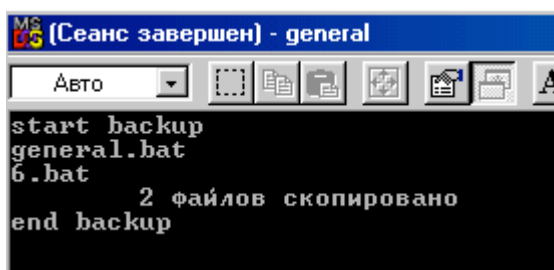 (Сеанс завершен) - general
Авто
A
start backup
general.bat
6.bat
2 файлов скопировано
end backup